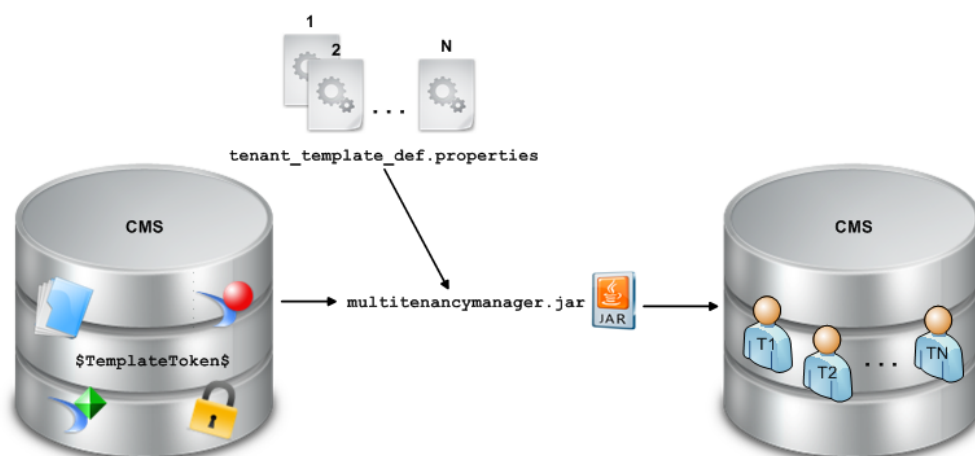 1
2
N
. . .
tenant_template_def.properties
CMS
CMS
multitenancymanager.jar
JAR
$TemplateToken$
T1
T2
. . .
TN